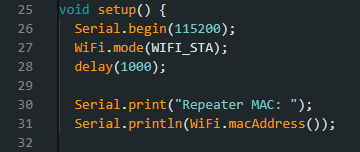 25 void setup() {
26   Serial.begin(115200);
27   WiFi.mode(WIFI_STA);
28   delay(1000);
29
30   Serial.print("Repeater MAC: ");
31   Serial.println(WiFi.macAddress());
32